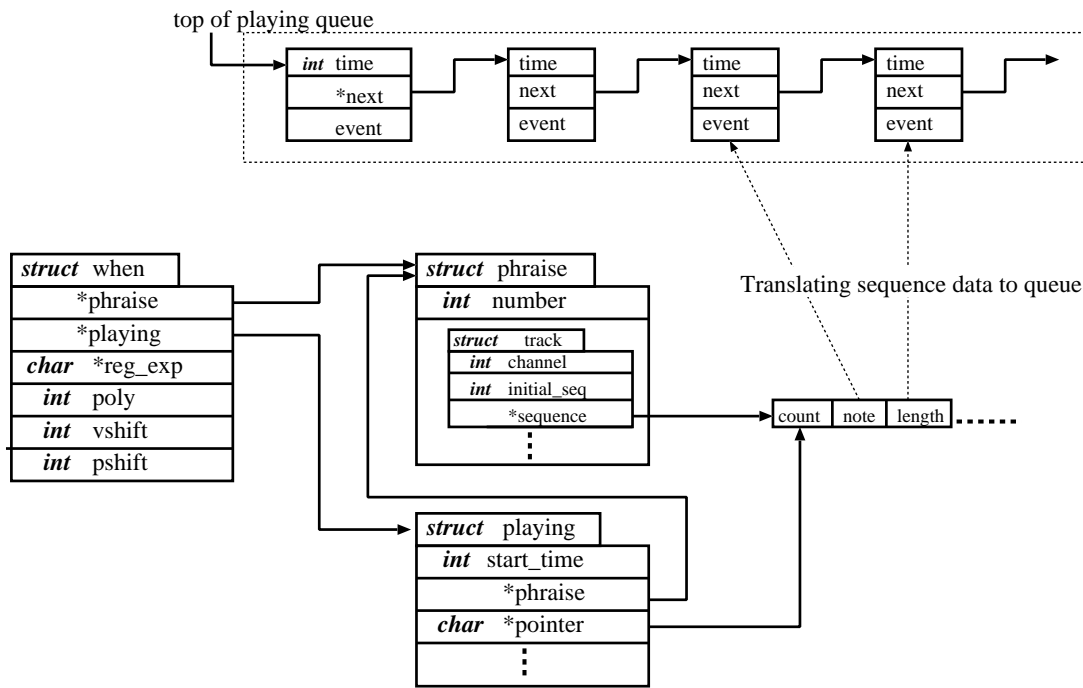 top of playing queue
int time
*next
event
time
next
event
time
next
event
time
next
event
struct when
*phraise
*playing
char *reg_exp
int poly
int vshift
int pshift
struct phraise
int number
struct track
int channel
int initial_seq
*sequence
Translating sequence data to queue
count note length
struct playing
int start_time
*phraise
char *pointer